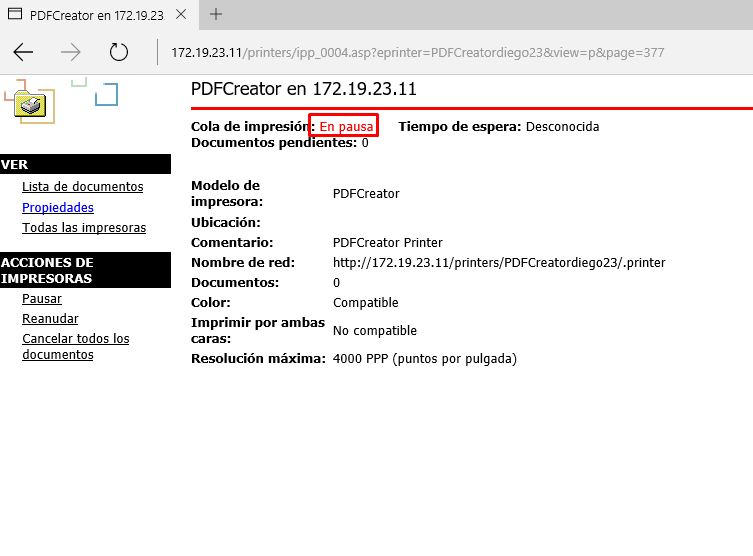 PDFCreator en 172.19.23.
172.19.23.11/printers/ipp_0004.asp?eprinter=PDFCreatordiego23&view=p&page=377
PDFCreator en 172.19.23.11
Cola de impresión: En pausa Tiempo de espera: Desconocida
Documentos pendientes: 0
VER
Lista de documentos
Propiedades
Todas las impresoras
ACCIONES DE
IMPRESORAS
Pausar
Reanudar
Cancelar todos los
documentos
Modelo de
impresora: PDFCreator
Ubicación:
Comentario: PDFCreator Printer
Nombre de red: http://172.19.23.11/printers/PDFCreatordiego23/.printer
Documentos: 0
Color: Compatible
Imprimir por ambas
caras: No compatible
Resolución máxima: 4000 PPP (puntos por pulgada)